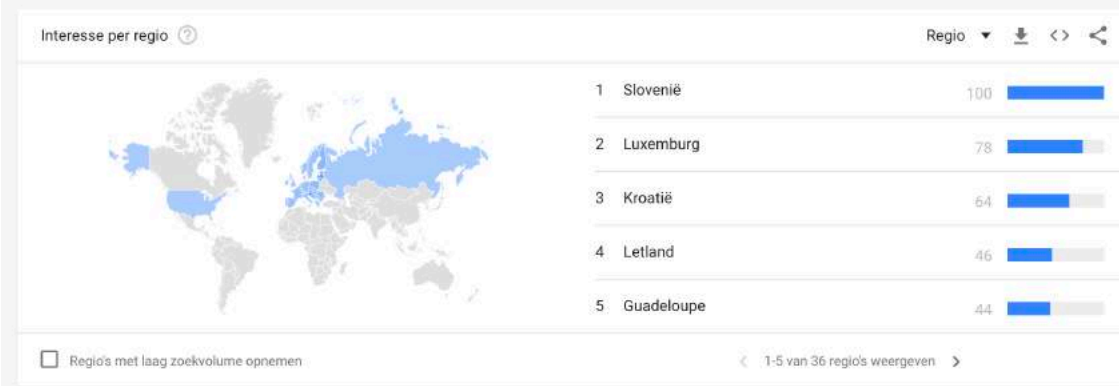 Interesse per regio
Regio
1 Slovenië 100
2 Luxemburg 78
3 Kroatië 64
4 Letland 46
5 Guadeloupe 44
Regio's met laag zoekvolume opnemen
1-5 van 36 regio's weergeven